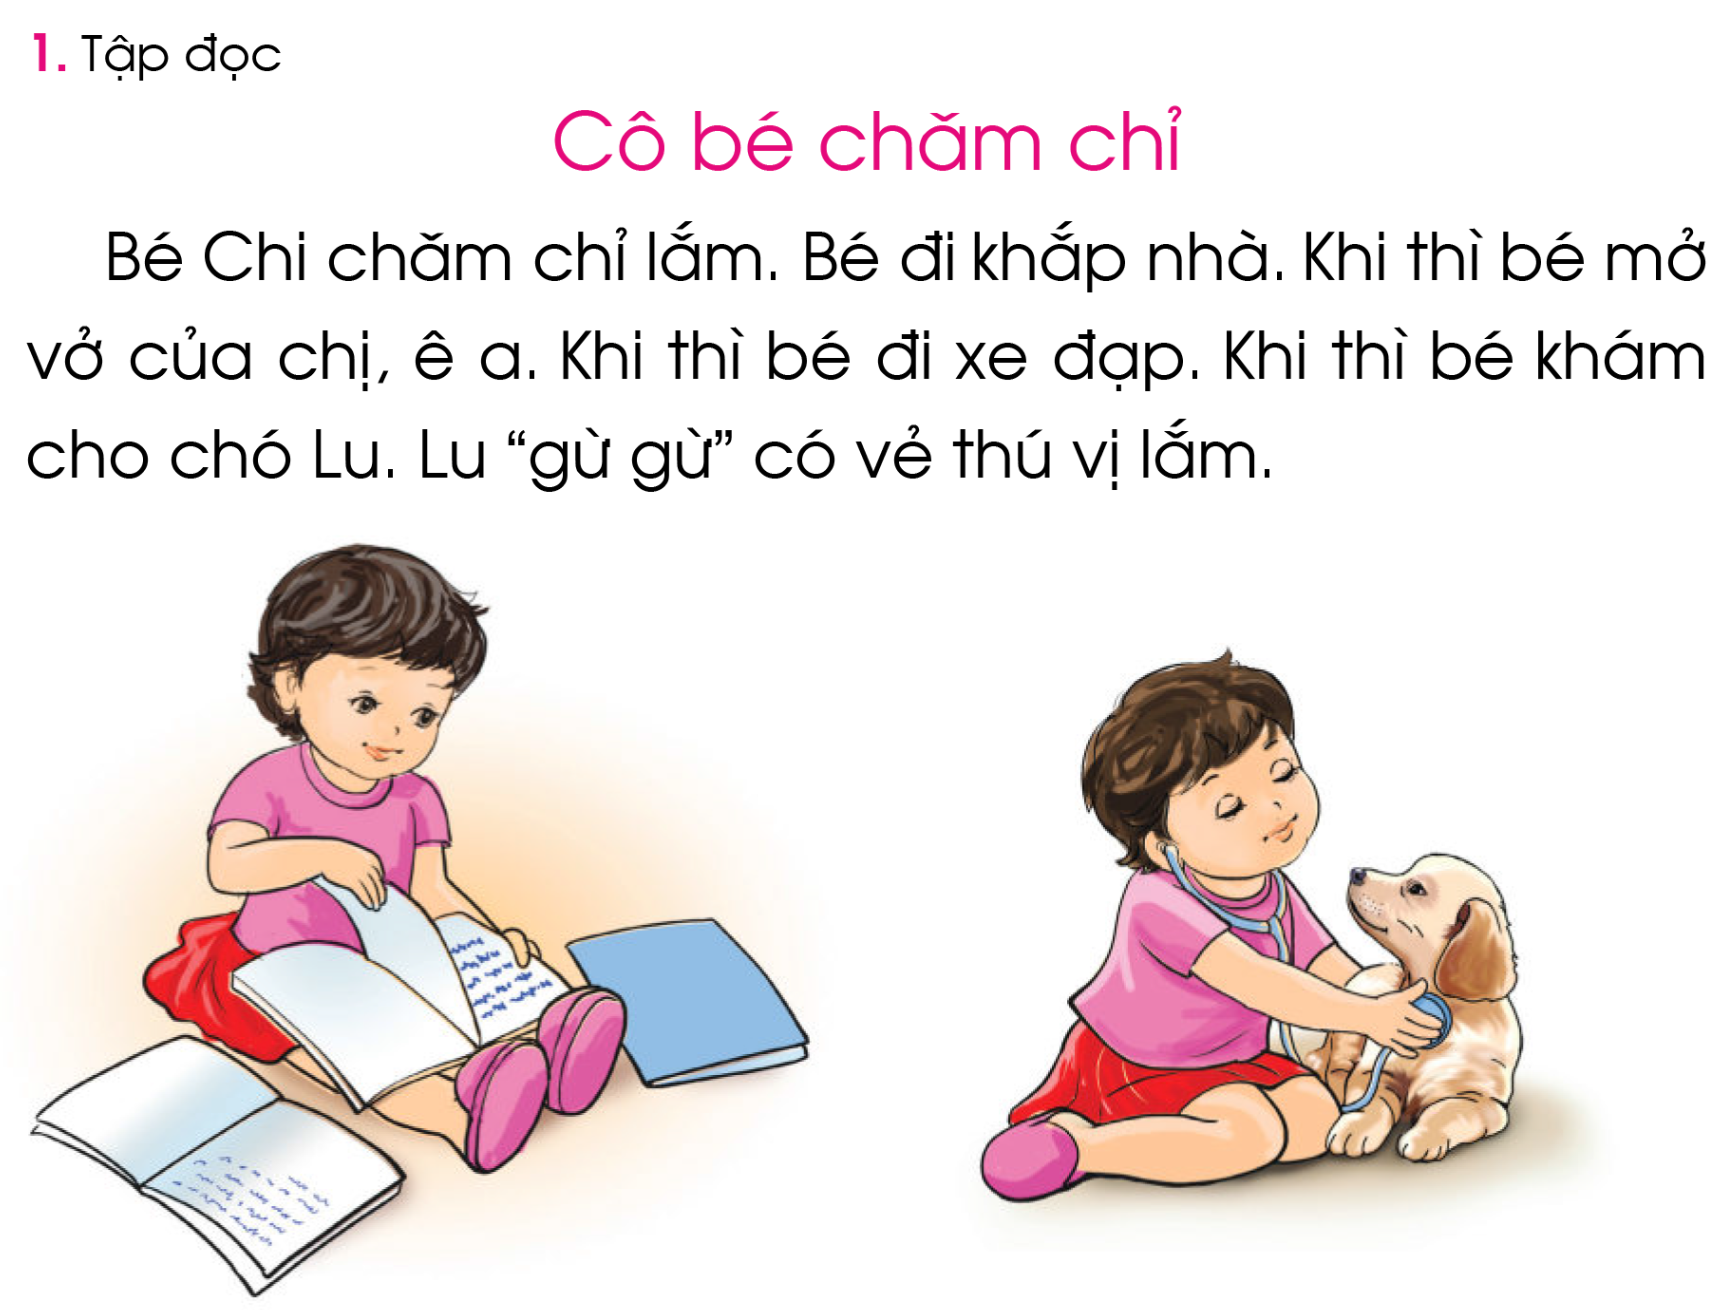 1. Tập đọc
Cô bé chăm chỉ
Bé Chi chăm chỉ lắm. Bé đi khắp nhà. Khi thì bé mở
vở của chị, ê a. Khi thì bé đi xe đạp. Khi thì bé khám
cho chó Lu. Lu “gừ gừ” có vẻ thú vị lắm.